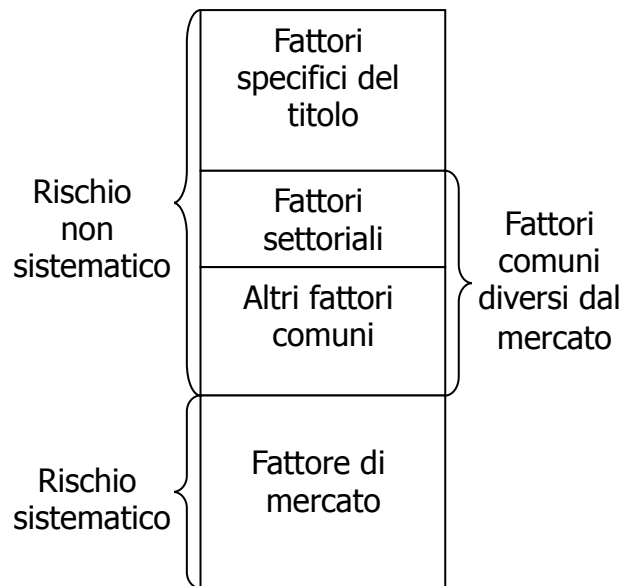 Fattori
specifici del
titolo
Rischio
non
sistematico
Fattori
settoriali
Altri fattori
comuni
Fattori
comuni
diversi dal
mercato
Rischio
sistematico
Fattore di
mercato